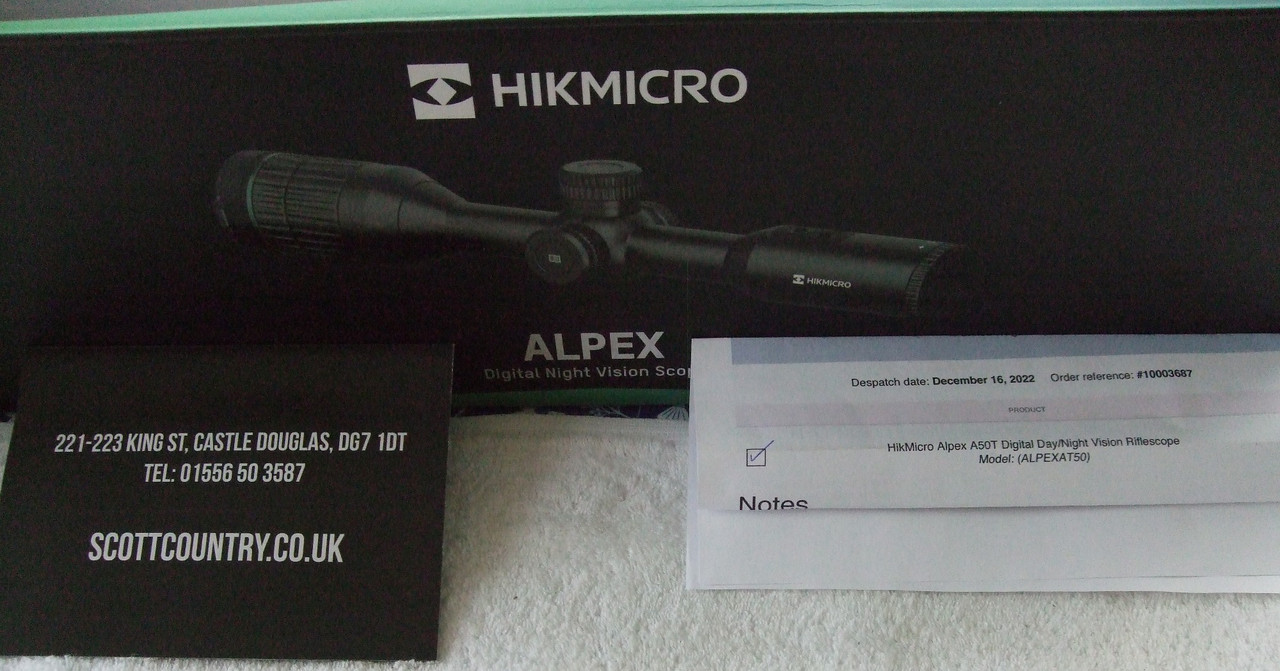 HIKMICRO
HIKMICRO
ALPEX
Digital Night Vision
221-223 KING ST, CASTLE DOUGLAS, DG7 1DT
TEL: 01556 50 3587
SCOTTCOUNTRY.CO.UK
Despatch date: December 16, 2022 Order reference: #10003687
PRODUCT
HikMicro Alpex A50T Digital Day/Night Vision Riflescope
Model: (ALPEXAT50)
Notes